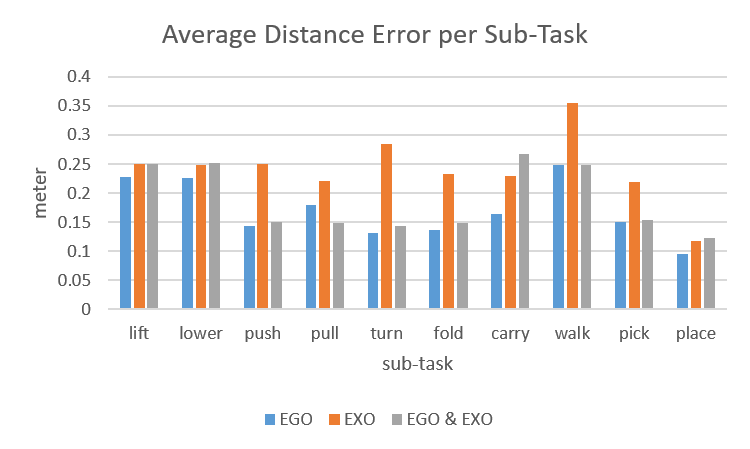 Average Distance Error per Sub-Task
0.4
0.35
0.3
0.25
0.2
0.15
0.1
0.05
0
meter
lift lower push pull turn fold carry walk pick place
sub-task
EGO EXO EGO & EXO